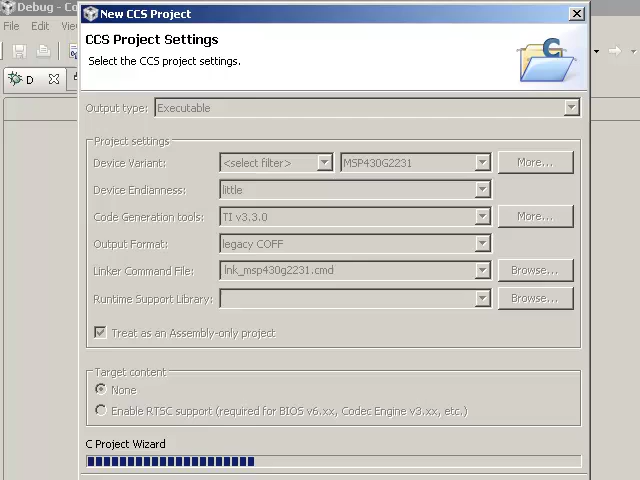 Debug - Co
New CCS Project
File Edit Vie
CCS Project Settings
Select the CCS project settings.
D
Output type: Executable
Project settings
Device Variant: <select filter> MSP430G2231 More...
Device Endianness: little
Code Generation tools: TI v3.3.0 More...
Output Format: legacy COFF
Linker Command File: lnk_msp430g2231.cmd Browse...
Runtime Support Library: Browse...
Treat as an Assembly-only project
Target content
None
Enable RTSC support (required for BIOS v6.xx, Codec Engine v3.xx, etc.)
C Project Wizard